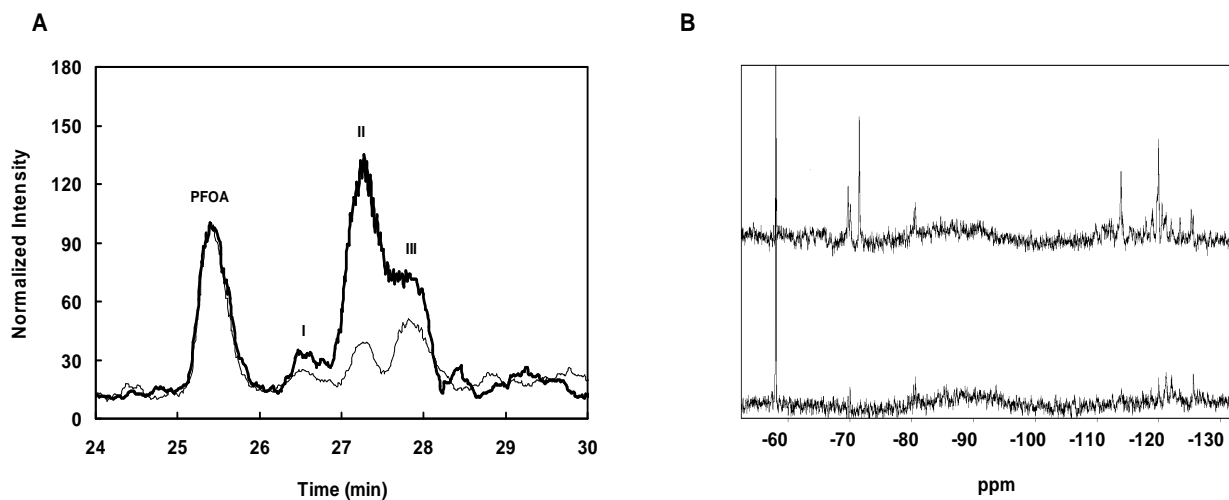 A
B
180
150
120
90
60
30
0
Normalized Intensity
PFOA
I
II
III
24 25 26 27 28 29 30
Time (min)
-60 -70 -80 -90 -100 -110 -120 -130
ppm